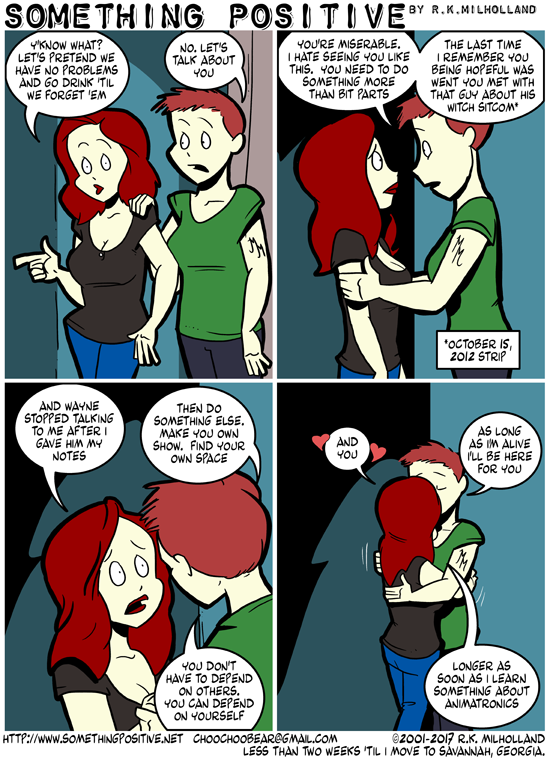 SOMETHING POSITIVE BY R.K.MILHOLLAND
Y'KNOW WHAT?
LET'S PRETEND WE
HAVE NO PROBLEMS
AND GO DRINK 'TIL
WE FORGET 'EM
NO. LET'S
TALK ABOUT
YOU
YOU'RE MISERABLE.
I HATE SEEING YOU LIKE
THIS. YOU NEED TO DO
SOMETHING MORE
THAN BIT PARTS
THE LAST TIME
I REMEMBER YOU
BEING HOPEFUL WAS
WENT YOU MET WITH
THAT GUY ABOUT HIS
WITCH SITCOM*
*OCTOBER 15,
2012 STRIP
AND WAYNE
STOPPED TALKING
TO ME AFTER I
GAVE HIM MY
NOTES
THEN DO
SOMETHING ELSE.
MAKE YOU OWN
SHOW. FIND YOUR
OWN SPACE
YOU DON'T
HAVE TO DEPEND
ON OTHERS.
YOU CAN DEPEND
ON YOURSELF
AND
YOU
AS LONG
AS I'M ALIVE
I'LL BE HERE
FOR YOU
LONGER AS
SOON AS I LEARN
SOMETHING ABOUT
ANIMATRONICS
HTTP://WWW.SOMETHINGPOSITIVE.NET CHOOCHOOBEAR@GMAIL.COM ©2001-2017 R.K. MILHOLLAND
LESS THAN TWO WEEKS 'TIL I MOVE TO SAVANNAH, GEORGIA.